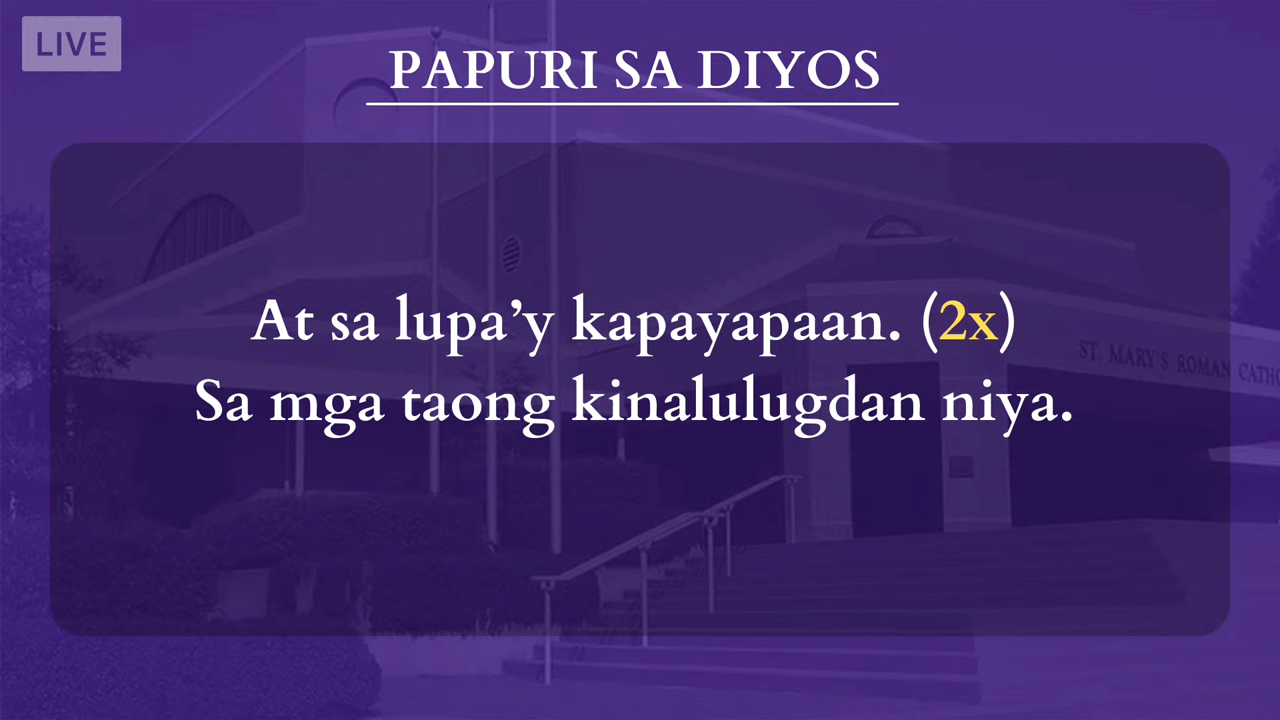 LIVE
PAPURI SA DIYOS
At sa lupa’y kapayapaan. (2x)
Sa mga taong kinalulugdan niya.
ST. MARY'S ROMAN CATHO